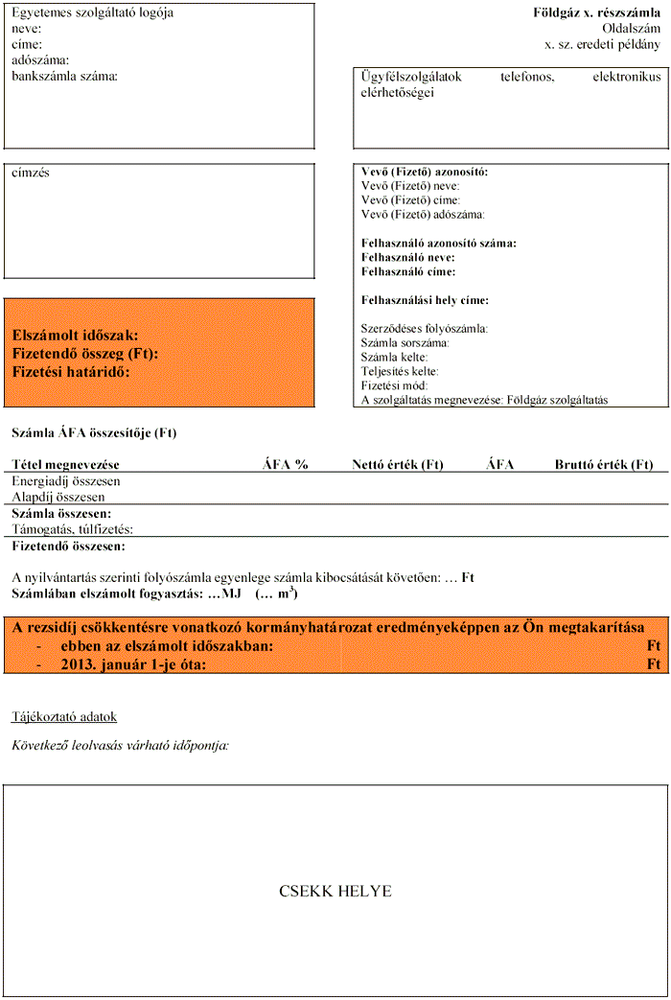 Egyetemes szolgáltató logója
neve:
címe:
adószáma:
bankszámla száma:
Földgáz x. részszámla
Oldalszám
x. sz. eredeti példány
Ügyfélszolgálatok telefonos, elektronikus
elérhetőségei
címzés
Vevő (Fizető) azonosító:
Vevő (Fizető) neve:
Vevő (Fizető) címe:
Vevő (Fizető) adószáma:
Felhasználó azonosító száma:
Felhasználó neve:
Felhasználó címe:
Felhasználási hely címe:
Szerződéses folyószámla:
Számla sorszáma:
Számla kelte:
Teljesítés kelte:
Fizetési mód:
A szolgáltatás megnevezése: Földgáz szolgáltatás
Elszámolt időszak:
Fizetendő összeg (Ft):
Fizetési határidő:
Számla ÁFA összesítője (Ft)
Tétel megnevezése ÁFA % Nettó érték (Ft) ÁFA Bruttó érték (Ft)
Energiadíj összesen
Alapdíj összesen
Számla összesen:
Támogatás, túlfizetés:
Fizetendő összesen:
A nyilvántartás szerinti folyószámla egyenlege számla kibocsátását követően: … Ft
Számlában elszámolt fogyasztás: …MJ (… m³)
A rezsidíj csökkentésre vonatkozó kormányhatározat eredményeképpen az Ön megtakarítása
- ebben az elszámolt időszakban: Ft
- 2013. január 1-je óta: Ft
Tájékoztató adatok
Következő leolvasás várható időpontja:
CSEKK HELYE